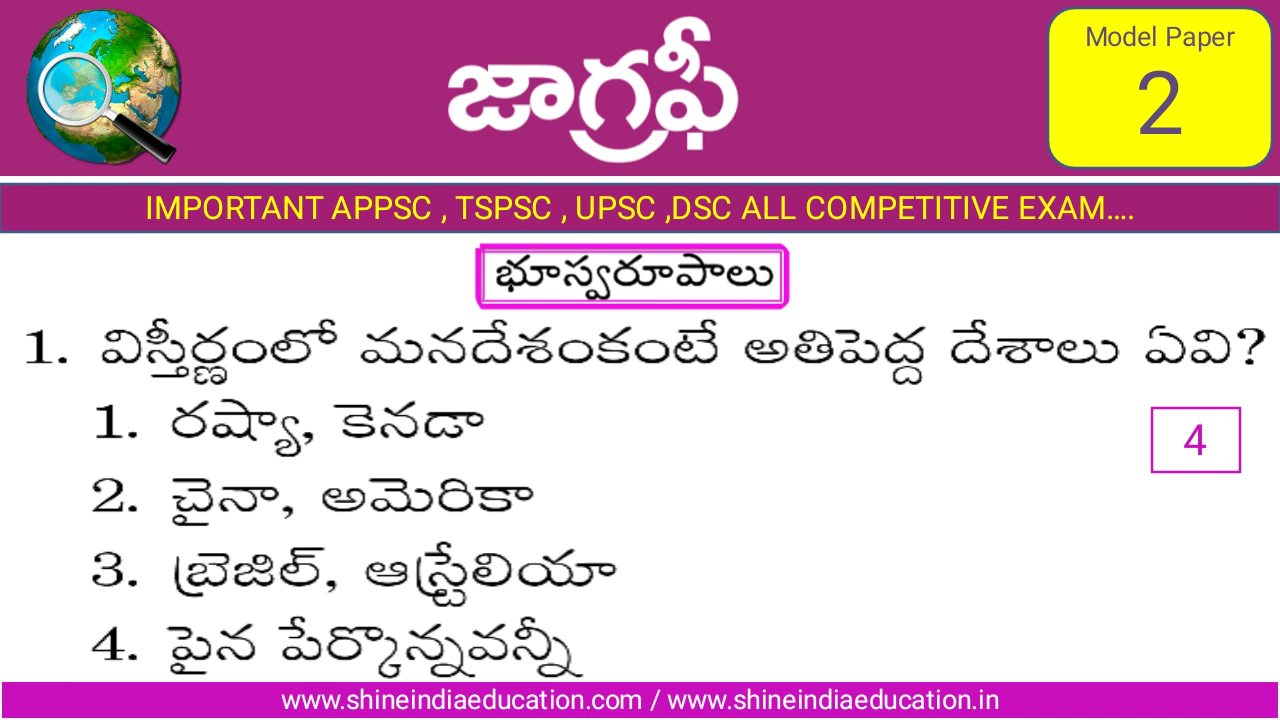 జాగ్రఫీ
Model Paper
2
IMPORTANT APPSC , TSPSC , UPSC ,DSC ALL COMPETITIVE EXAM....
భూస్వరూపాలు
1. విస్తీర్ణంలో మనదేశంకంటే అతిపెద్ద దేశాలు ఏవి?
1. రష్యా, కెనడా
4
2. చైనా, అమెరికా
3. బ్రెజిల్, ఆస్ట్రేలియా
4. పైన పేర్కొన్నవన్నీ
www.shineindiaeducation.com / www.shineindiaeducation.in